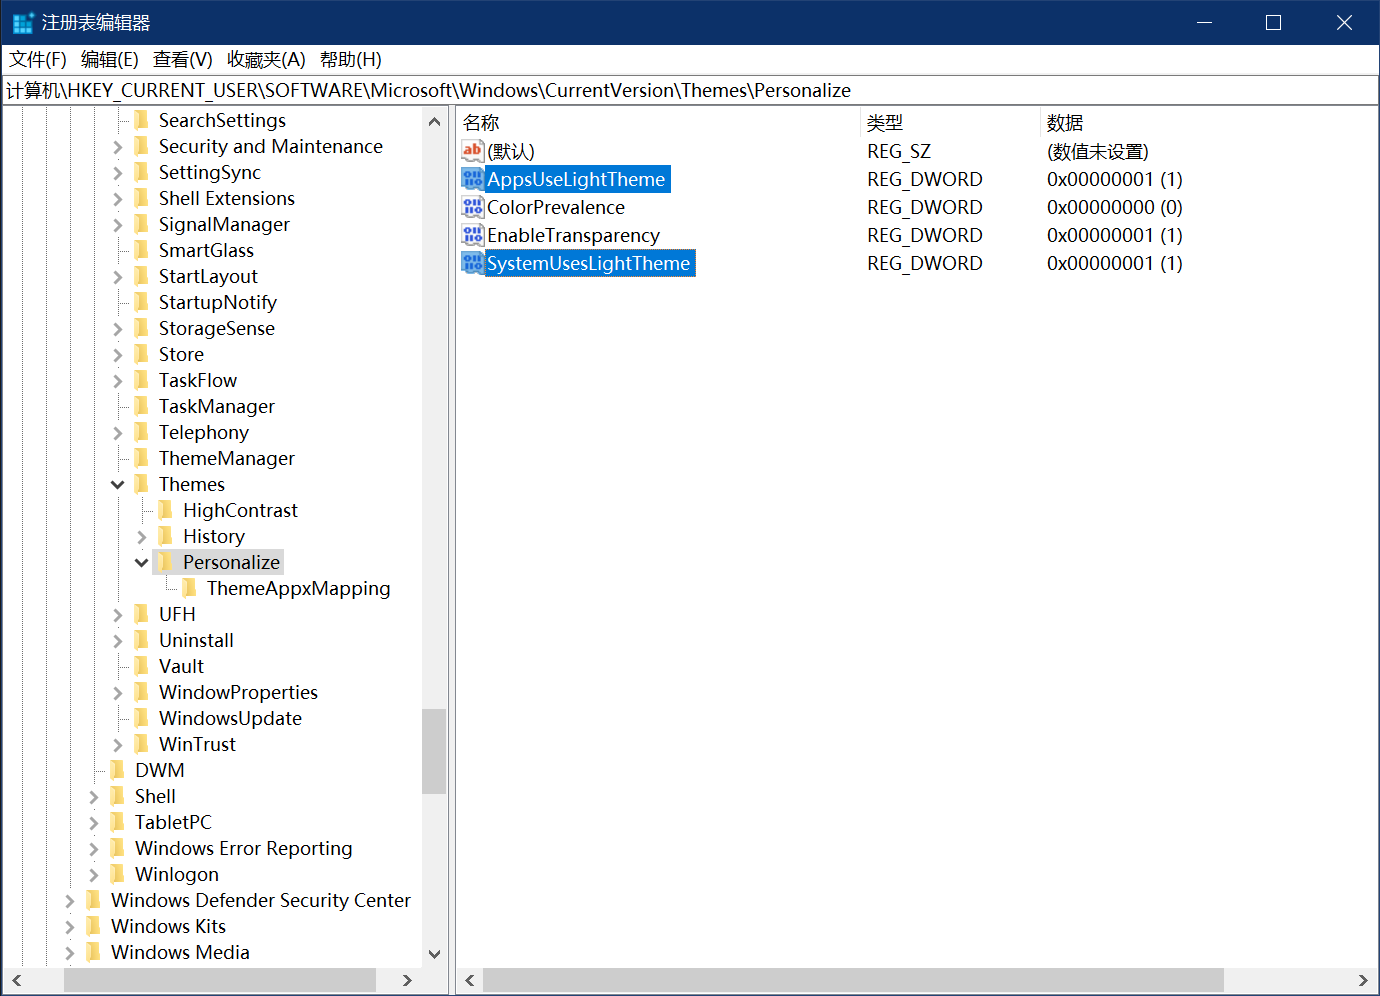 注册表编辑器
文件(F) 编辑(E) 查看(V) 收藏夹(A) 帮助(H)
计算机\HKEY_CURRENT_USER\SOFTWARE\Microsoft\Windows\CurrentVersion\Themes\Personalize
SearchSettings
Security and Maintenance
SettingSync
Shell Extensions
SignalManager
SmartGlass
StartLayout
StartupNotify
StorageSense
Store
TaskFlow
TaskManager
Telephony
ThemeManager
Themes
HighContrast
History
Personalize
ThemeAppxMapping
UFH
Uninstall
Vault
WindowProperties
WindowsUpdate
WinTrust
DWM
Shell
TabletPC
Windows Error Reporting
Winlogon
Windows Defender Security Center
Windows Kits
Windows Media
名称 类型 数据
ab (默认) REG_SZ (数值未设置)
AppsUseLightTheme REG_DWORD 0x00000001 (1)
ColorPrevalence REG_DWORD 0x00000000 (0)
EnableTransparency REG_DWORD 0x00000001 (1)
SystemUsesLightTheme REG_DWORD 0x00000001 (1)